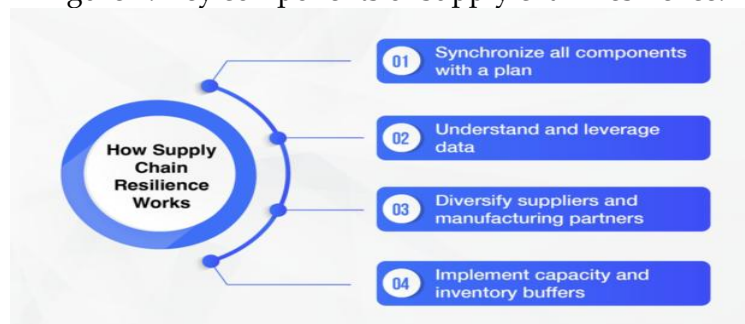 How Supply
Chain
Resilience
Works
01
Synchronize all components
with a plan
02
Understand and leverage
data
03
Diversify suppliers and
manufacturing partners
04
Implement capacity and
inventory buffers